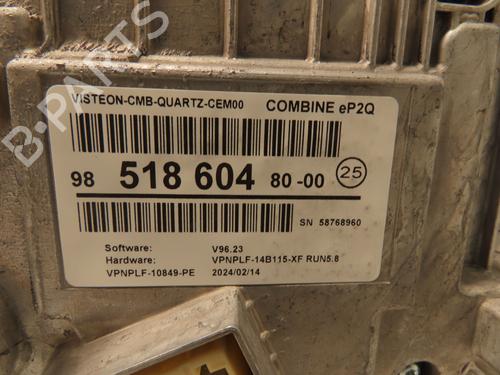 VISTEON-CMB-QUARTZ-CEM00 COMBINE eP2Q
98 518 604 80-00 25
SN 58768960
Software: V96.23
Hardware: VPNPLF-14B115-XF RUN5.8
VPNPLF-10849-PE 2024/02/14
B-PARTS